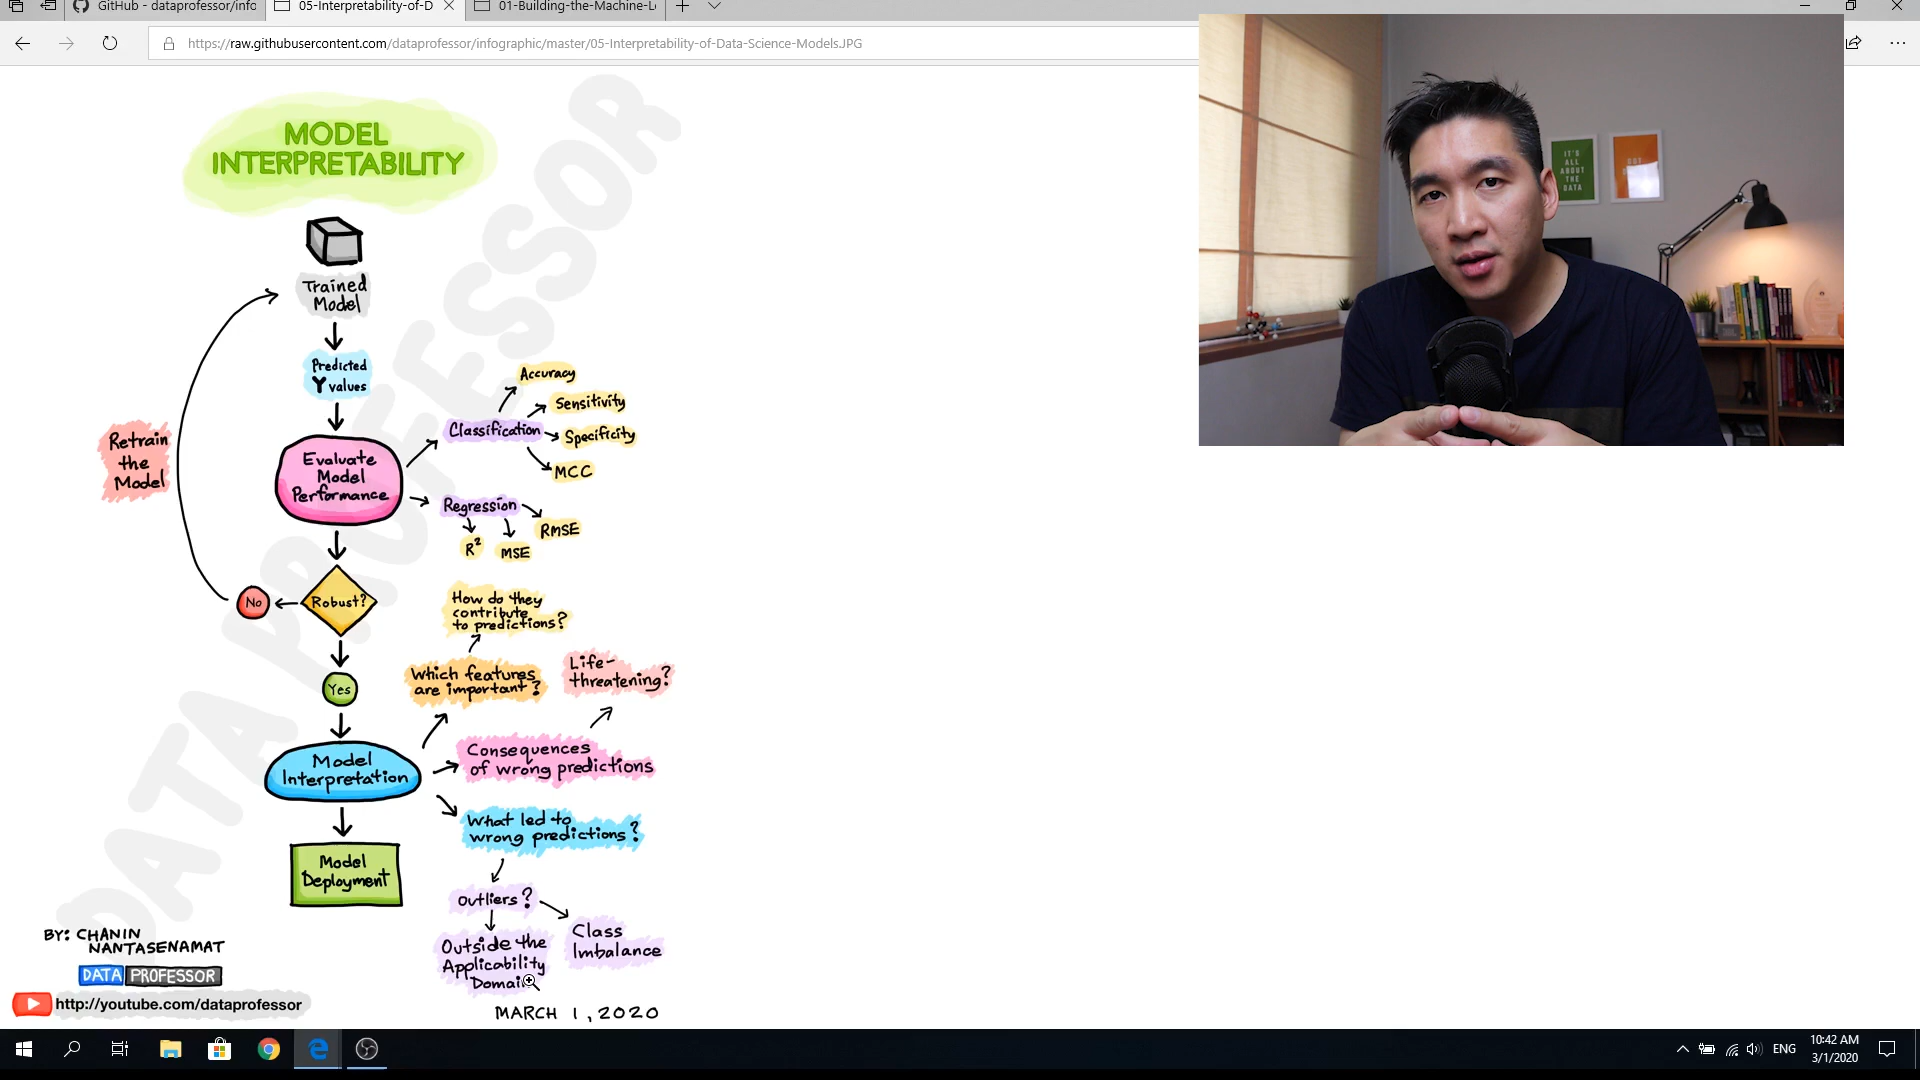 GitHub - dataprofessor/info
05-Interpretability-of-D
01-Building-the-Machine-L
https://raw.githubusercontent.com/dataprofessor/infographic/master/05-Interpretability-of-Data-Science-Models.JPG
MODEL
INTERPRETABILITY
Trained
Model
Predicted
Y values
Evaluate
Model
Performance
Classification
Accuracy
Sensitivity
Specificity
MCC
Regression
R²
MSE
RMSE
Retrain
the
Model
No
Robust?
Yes
How do they
contribute
to predictions?
Which features
are important?
Life-
threatening?
Model
Interpretation
Consequences
of wrong predictions
What led to
wrong predictions?
Model
Deployment
Outliers?
Outside the
Applicability
Domain
Class
Imbalance
BY: CHANIN
NANTASENAMAT
DATA PROFESSOR
http://youtube.com/dataprofessor
MARCH 1, 2020
DATA PROFESSOR
IT'S
ALL
ABOUT
THE
DATA
ENG
10:42 AM
3/1/2020